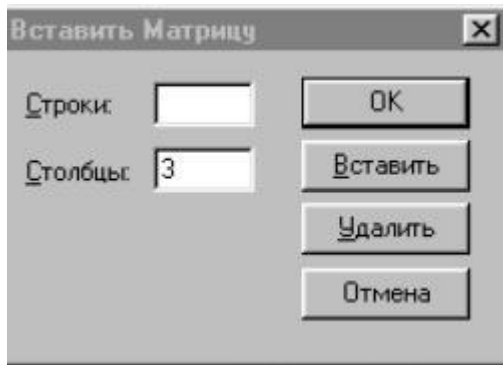 Вставить Матрицу
Строки:
OK
Столбцы:
3
Вставить
Удалить
Отмена